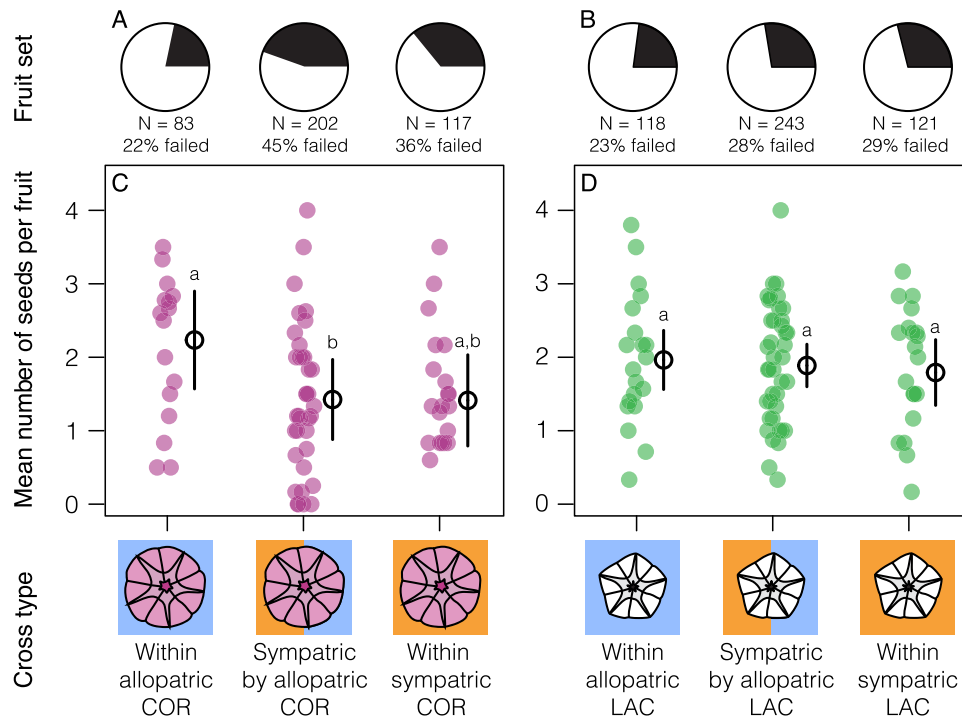 Fruit set
A
N = 83
22% failed
N = 202
45% failed
N = 117
36% failed
B
N = 118
23% failed
N = 243
28% failed
N = 121
29% failed
Mean number of seeds per fruit
C
4
3
2
1
0
a
b
a,b
D
4
3
2
1
0
a
a
a
Cross type
Within
allopatric
COR
Sympatric
by allopatric
COR
Within
sympatric
COR
Within
allopatric
LAC
Sympatric
by allopatric
LAC
Within
sympatric
LAC